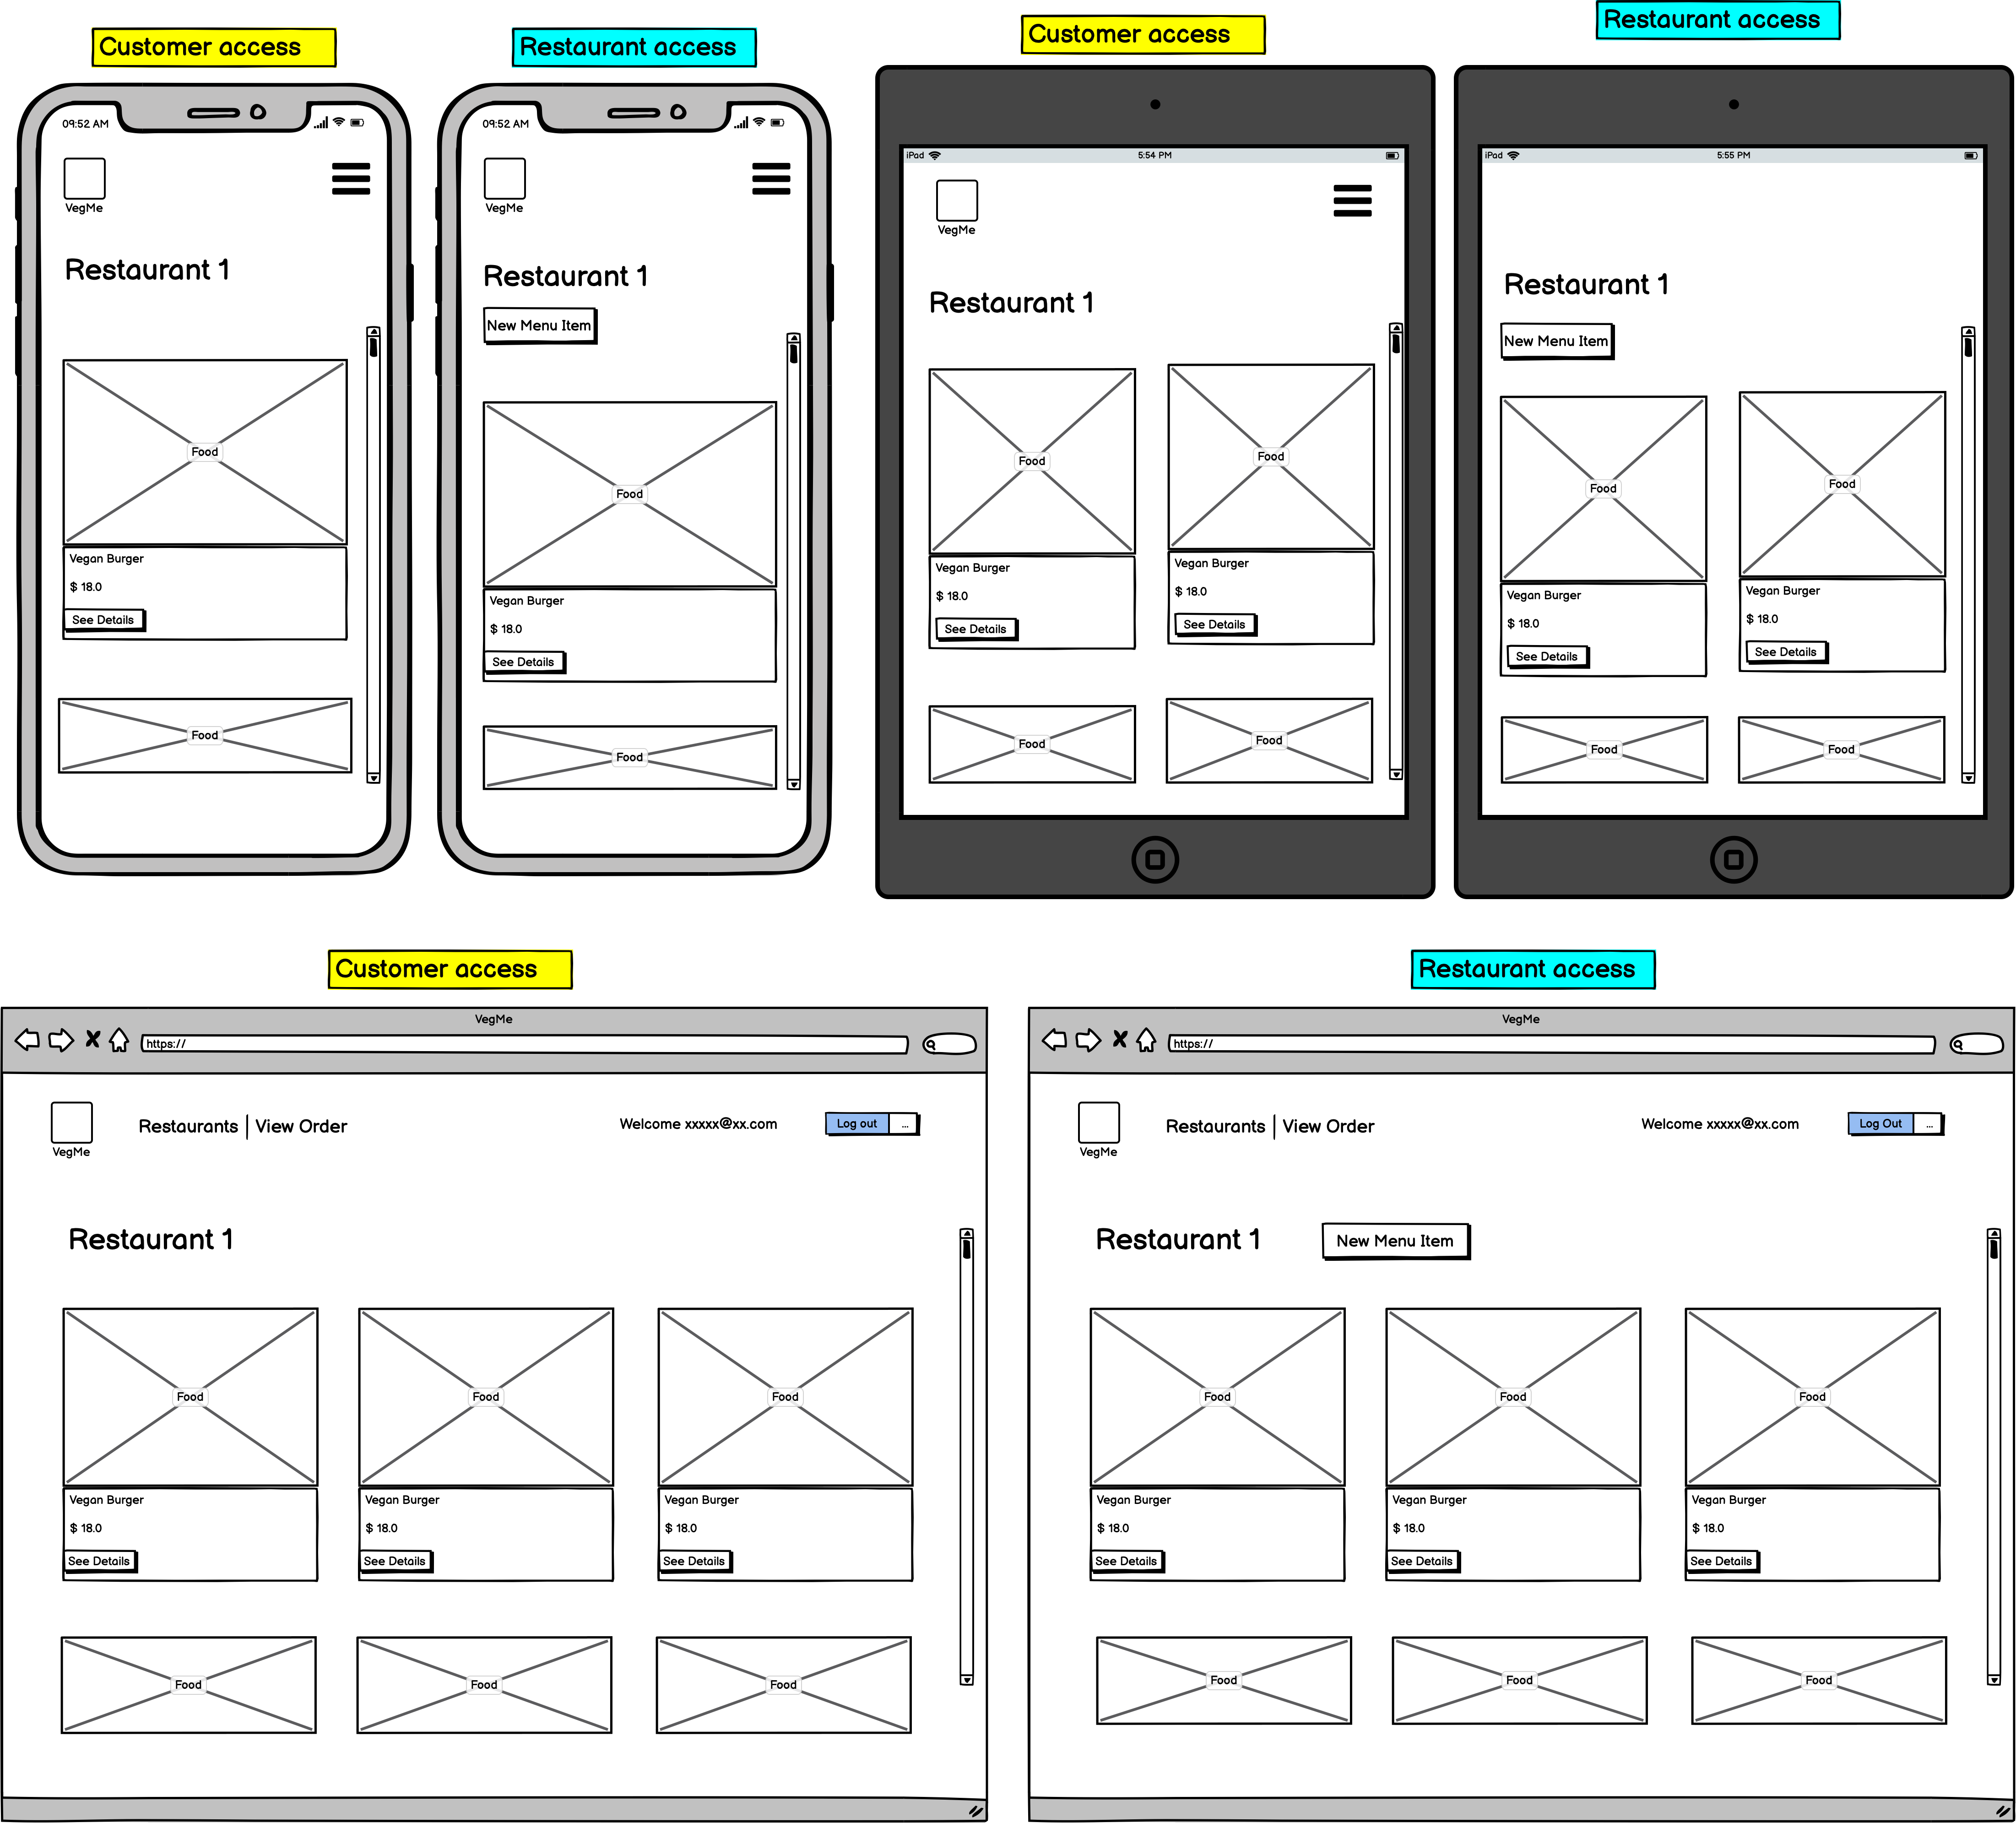 Customer access
09:52 AM
VegMe
Restaurant 1
Food
Vegan Burger
$ 18.0
See Details
Food
Restaurant access
09:52 AM
VegMe
Restaurant 1
New Menu Item
Food
Vegan Burger
$ 18.0
See Details
Food
Customer access
iPad 5:54 PM
VegMe
Restaurant 1
Food Food
Vegan Burger Vegan Burger
$ 18.0 $ 18.0
See Details See Details
Food Food
Restaurant access
iPad 5:55 PM
Restaurant 1
New Menu Item
Food Food
Vegan Burger Vegan Burger
$ 18.0 $ 18.0
See Details See Details
Food Food
Customer access
VegMe
https://
VegMe
Restaurants | View Order Welcome xxxxx@xx.com Log out ...
Restaurant 1
Food Food Food
Vegan Burger Vegan Burger Vegan Burger
$ 18.0 $ 18.0 $ 18.0
See Details See Details See Details
Food Food Food
Restaurant access
VegMe
https://
VegMe
Restaurants | View Order Welcome xxxxx@xx.com Log Out ...
Restaurant 1 New Menu Item
Food Food Food
Vegan Burger Vegan Burger Vegan Burger
$ 18.0 $ 18.0 $ 18.0
See Details See Details See Details
Food Food Food